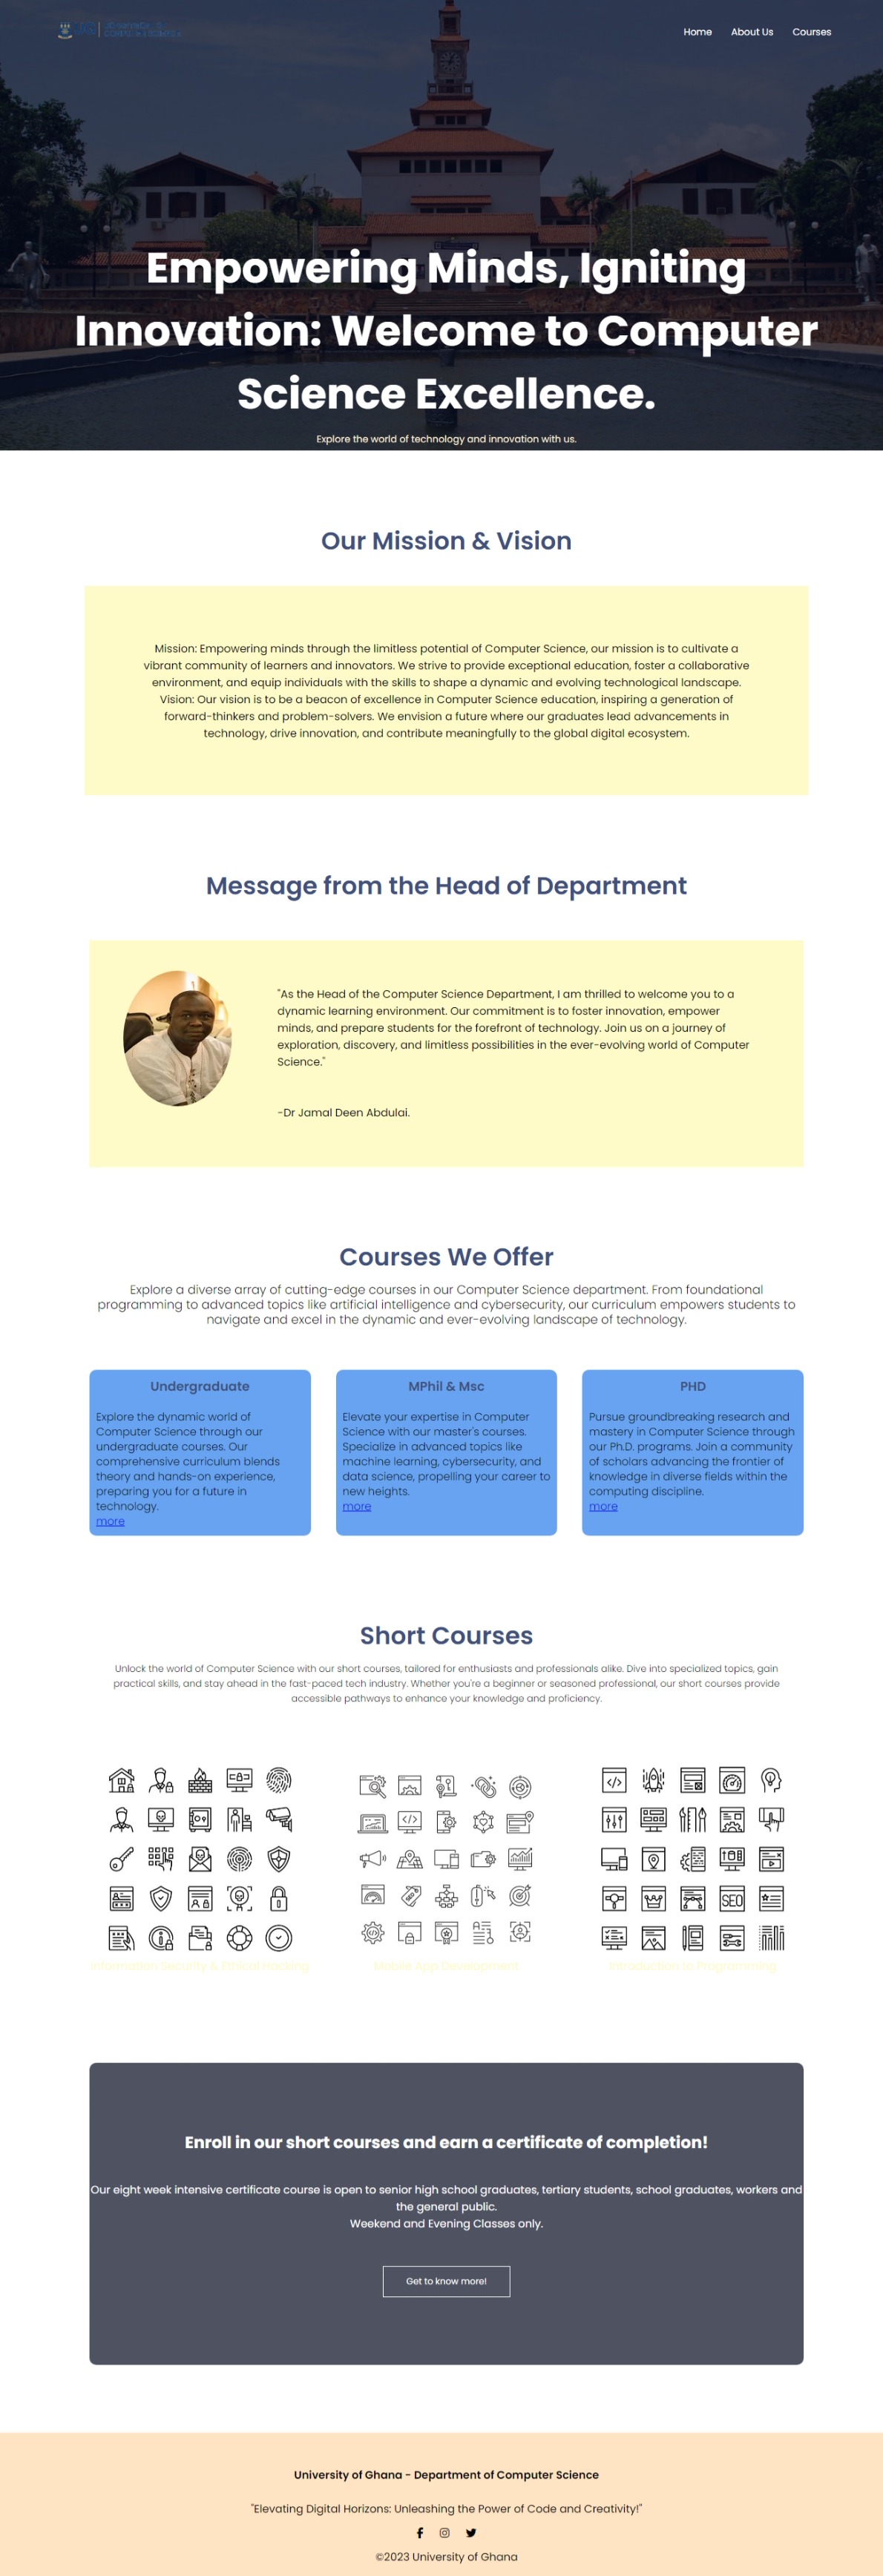 Home About Us Courses
Empowering Minds, Igniting
Innovation: Welcome to Computer
Science Excellence.
Explore the world of technology and innovation with us.
Our Mission & Vision
Mission: Empowering minds through the limitless potential of Computer Science, our mission is to cultivate a
vibrant community of learners and innovators. We strive to provide exceptional education, foster a collaborative
environment, and equip individuals with the skills to shape a dynamic and evolving technological landscape.
Vision: Our vision is to be a beacon of excellence in Computer Science education, inspiring a generation of
forward-thinkers and problem-solvers. We envision a future where our graduates lead advancements in
technology, drive innovation, and contribute meaningfully to the global digital ecosystem.
Message from the Head of Department
"As the Head of the Computer Science Department, I am thrilled to welcome you to a
dynamic learning environment. Our commitment is to foster innovation, empower
minds, and prepare students for the forefront of technology. Join us on a journey of
exploration, discovery, and limitless possibilities in the ever-evolving world of Computer
Science."
-Dr Jamal Deen Abdulai.
Courses We Offer
Explore a diverse array of cutting-edge courses in our Computer Science department. From foundational
programming to advanced topics like artificial intelligence and cybersecurity, our curriculum empowers students to
navigate and excel in the dynamic and ever-evolving landscape of technology.
Undergraduate
Explore the dynamic world of
Computer Science through our
undergraduate courses. Our
comprehensive curriculum blends
theory and hands-on experience,
preparing you for a future in
technology.
more
MPhil & Msc
Elevate your expertise in Computer
Science with our master's courses.
Specialize in advanced topics like
machine learning, cybersecurity, and
data science, propelling your career to
new heights.
more
PHD
Pursue groundbreaking research and
mastery in Computer Science through
our Ph.D. programs. Join a community
of scholars advancing the frontier of
knowledge in diverse fields within the
computing discipline.
more
Short Courses
Unlock the world of Computer Science with our short courses, tailored for enthusiasts and professionals alike. Dive into specialized topics, gain
practical skills, and stay ahead in the fast-paced tech industry. Whether you're a beginner or seasoned professional, our short courses provide
accessible pathways to enhance your knowledge and proficiency.
SEO
Information Security & Ethical Hacking
Mobile App Development
Introduction to Programming
Enroll in our short courses and earn a certificate of completion!
Our eight week intensive certificate course is open to senior high school graduates, tertiary students, school graduates, workers and
the general public.
Weekend and Evening Classes only.
Get to know more!
University of Ghana - Department of Computer Science
"Elevating Digital Horizons: Unleashing the Power of Code and Creativity!"
©2023 University of Ghana